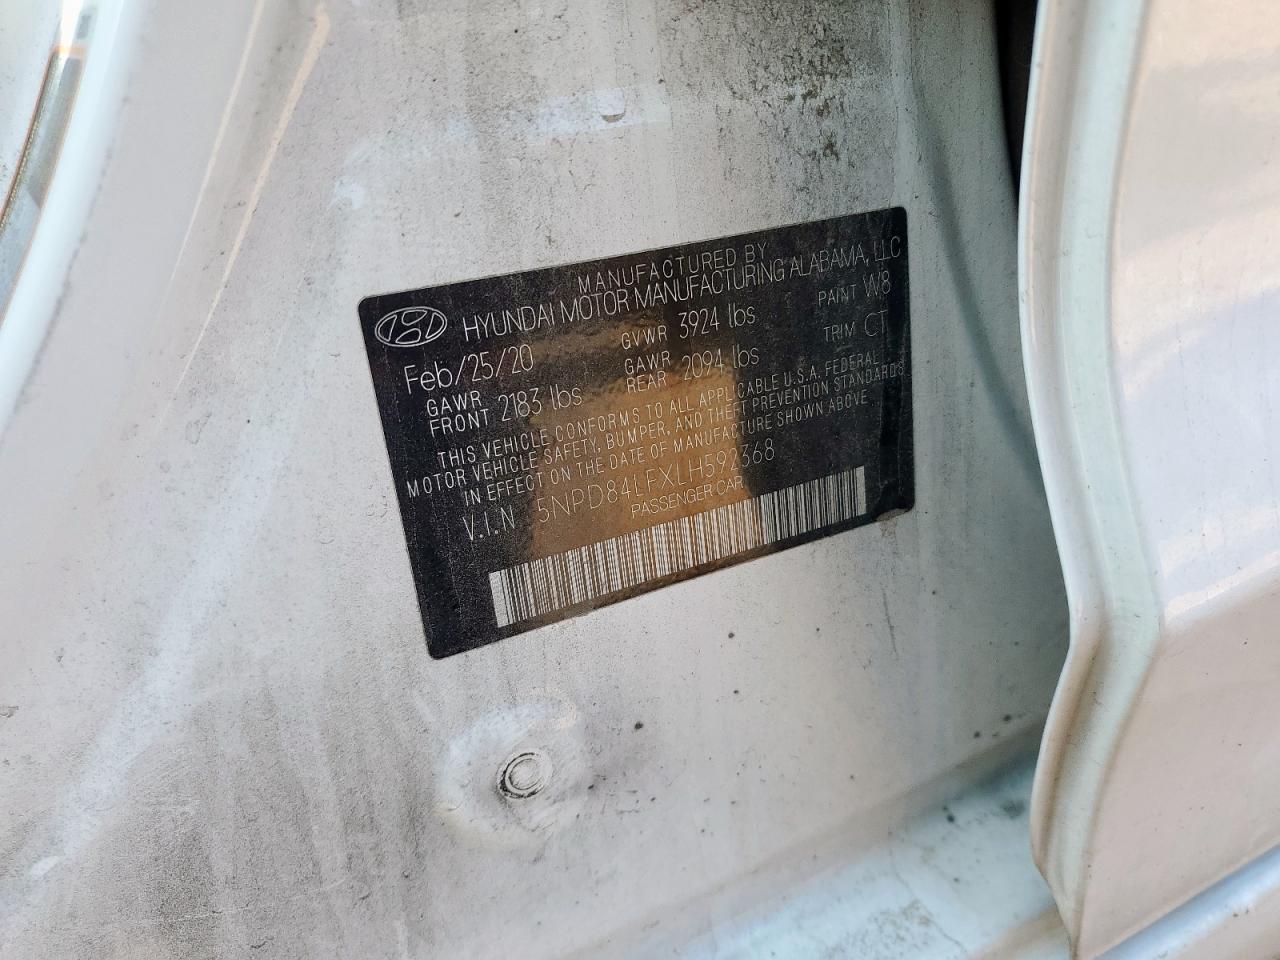 MANUFACTURED BY
HYUNDAI MOTOR MANUFACTURING ALABAMA, LLC
Feb/25/20 GVWR 3924 lbs PAINT W8
GAWR FRONT 2183 lbs GAWR REAR 2094 lbs TRIM CT
THIS VEHICLE CONFORMS TO ALL APPLICABLE U.S.A. FEDERAL
MOTOR VEHICLE SAFETY, BUMPER, AND THEFT PREVENTION STANDARDS
IN EFFECT ON THE DATE OF MANUFACTURE SHOWN ABOVE.
V.I.N 5NPD84LFXLH592368
PASSENGER CAR